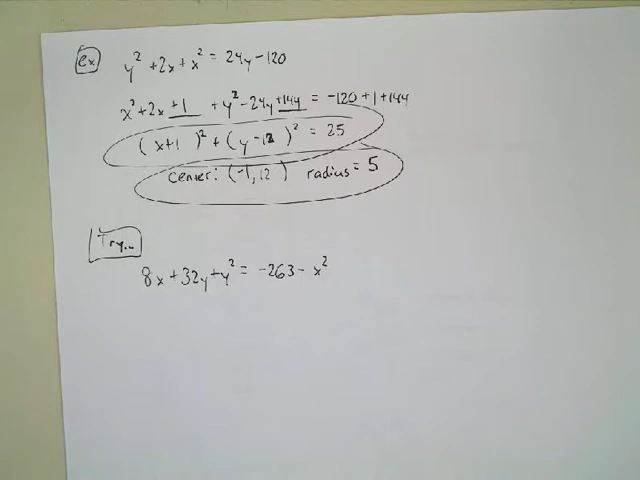 ex y² + 2x + x² = 24y - 120
x² + 2x + 1 + y² - 24y + 144 = -120 + 1 + 144
(x+1)² + (y-12)² = 25
Center: (-1, 12) radius = 5
Try..
8x + 32y + y² = -263 - x²